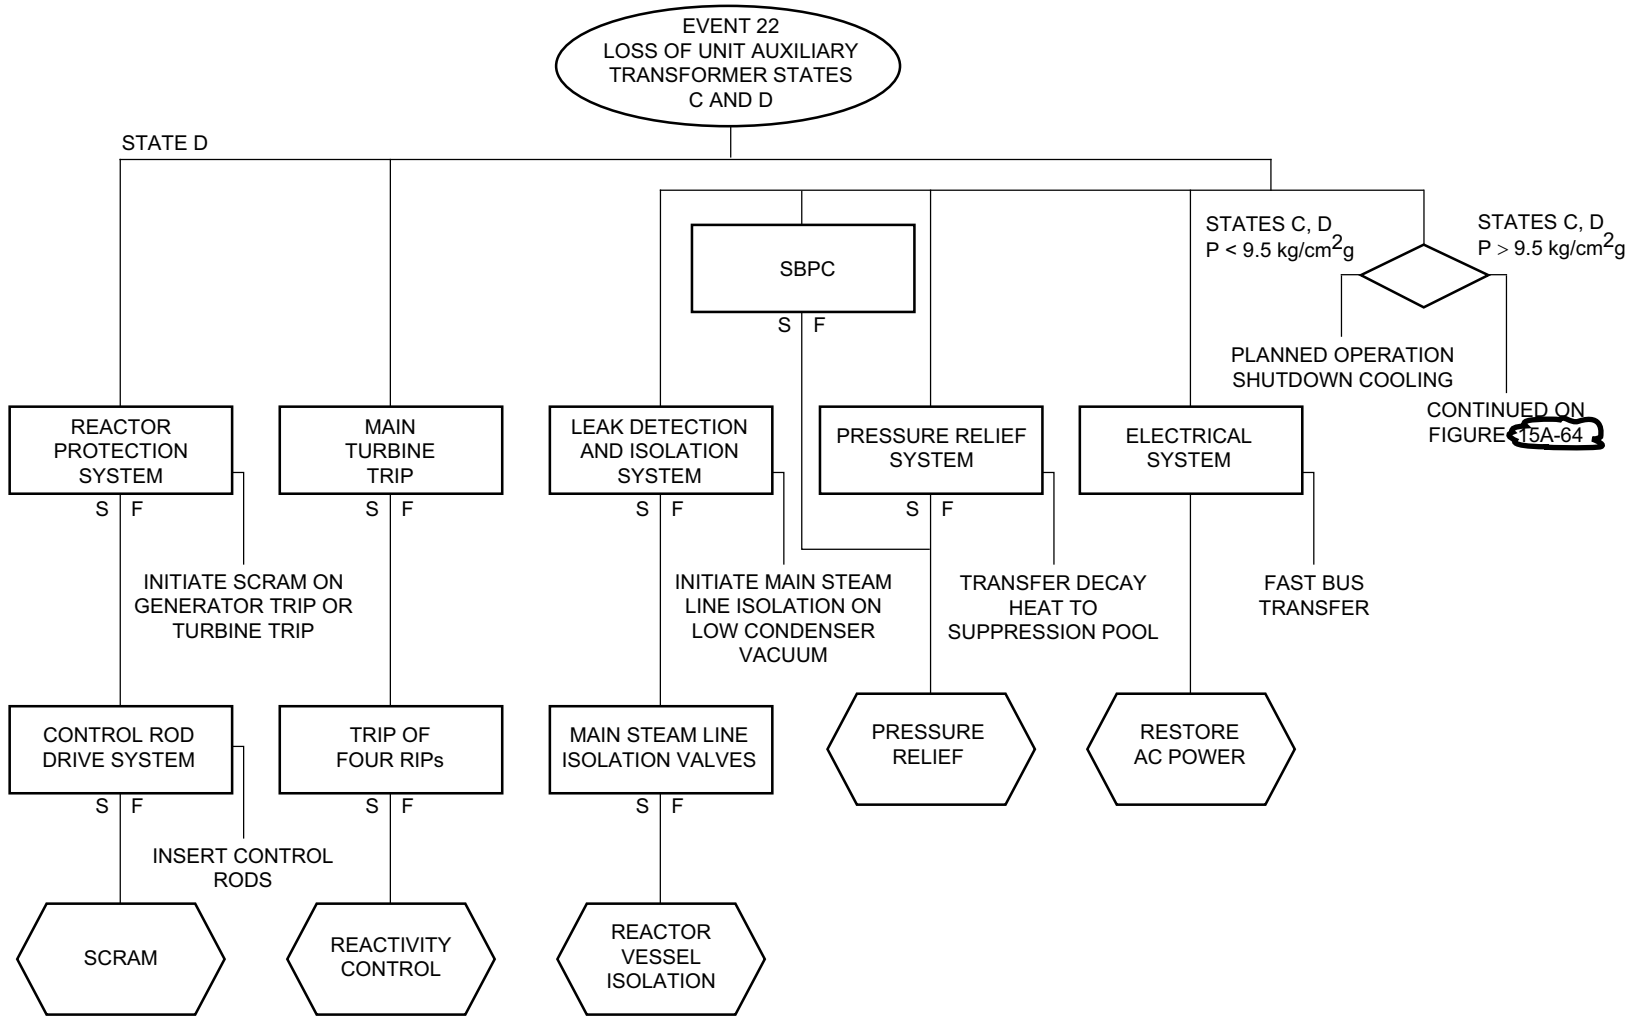 EVENT 22
LOSS OF UNIT AUXILIARY
TRANSFORMER STATES
C AND D
STATE D
STATES C, D
P < 9.5 kg/cm²g
STATES C, D
P > 9.5 kg/cm²g
SBPC
S F
PLANNED OPERATION
SHUTDOWN COOLING
CONTINUED ON
FIGURE 15A-64
REACTOR
PROTECTION
SYSTEM
S F
MAIN
TURBINE
TRIP
S F
LEAK DETECTION
AND ISOLATION
SYSTEM
S F
PRESSURE RELIEF
SYSTEM
S F
ELECTRICAL
SYSTEM
INITIATE SCRAM ON
GENERATOR TRIP OR
TURBINE TRIP
INITIATE MAIN STEAM
LINE ISOLATION ON
LOW CONDENSER
VACUUM
TRANSFER DECAY
HEAT TO
SUPPRESSION POOL
FAST BUS
TRANSFER
CONTROL ROD
DRIVE SYSTEM
S F
TRIP OF
FOUR RIPs
S F
MAIN STEAM LINE
ISOLATION VALVES
S F
PRESSURE
RELIEF
RESTORE
AC POWER
INSERT CONTROL
RODS
SCRAM
REACTIVITY
CONTROL
REACTOR
VESSEL
ISOLATION